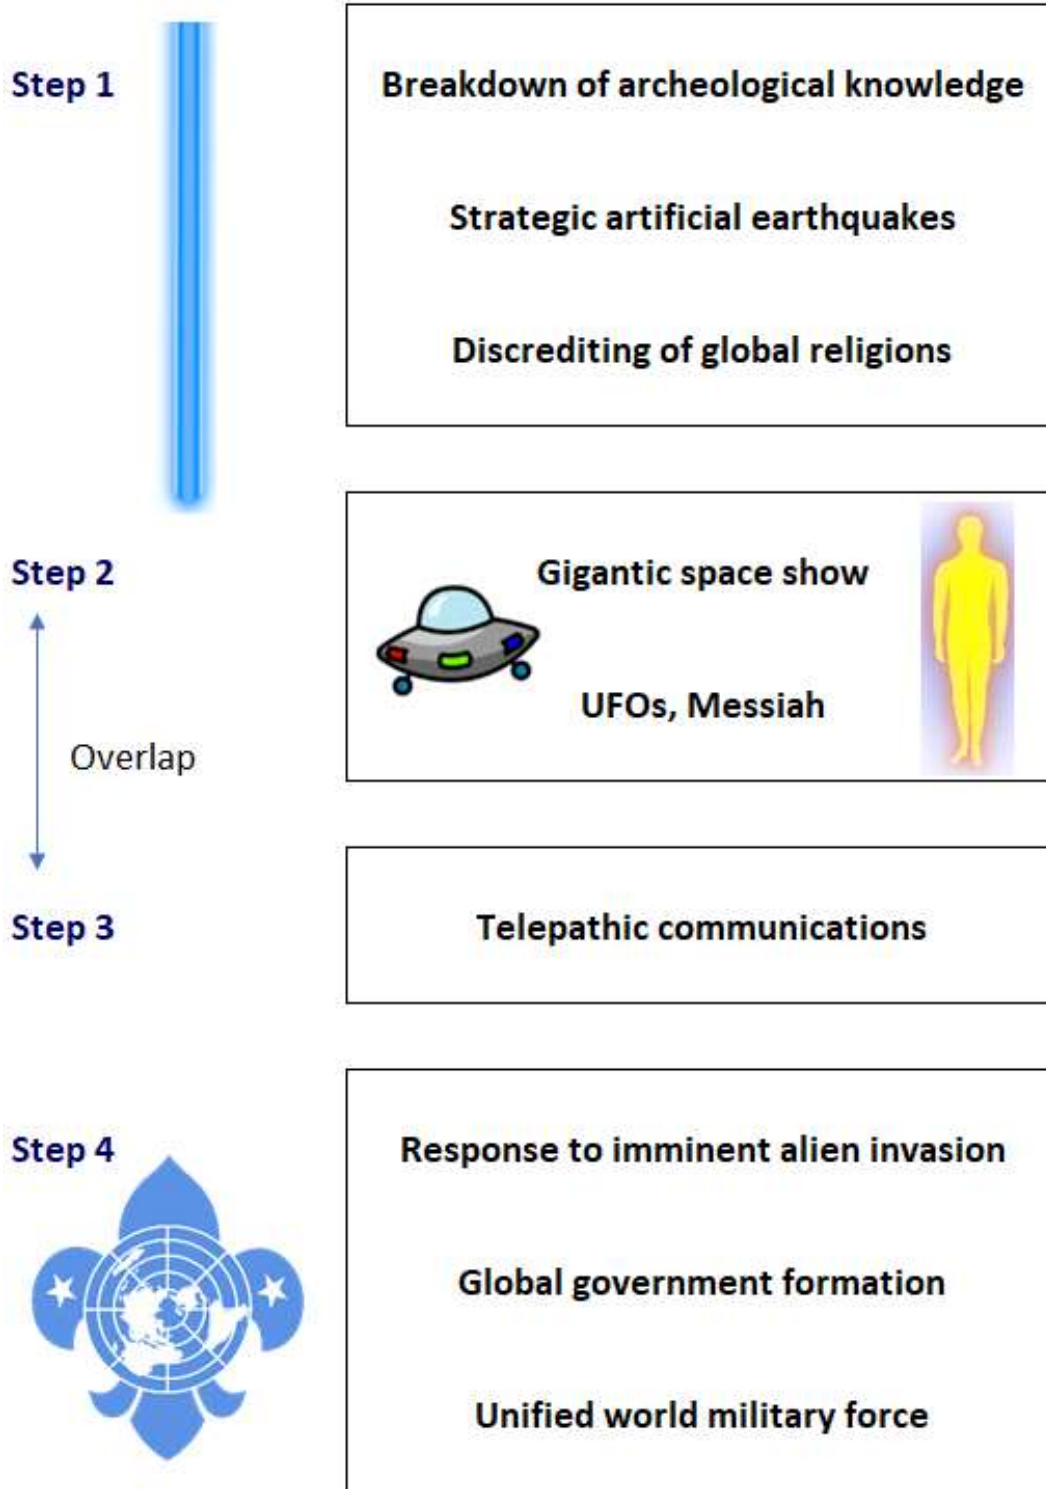 Step 1
Breakdown of archeological knowledge
Strategic artificial earthquakes
Discrediting of global religions
Step 2
Gigantic space show
UFOs, Messiah
Overlap
Step 3
Telepathic communications
Step 4
Response to imminent alien invasion
Global government formation
Unified world military force